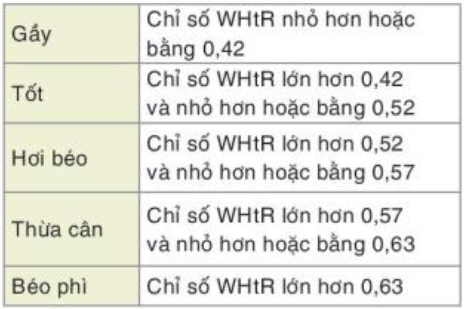 Gầy
Chỉ số WHtR nhỏ hơn hoặc
bằng 0,42
Tốt
Chỉ số WHtR lớn hơn 0,42
và nhỏ hơn hoặc bằng 0,52
Hơi béo
Chỉ số WHtR lớn hơn 0,52
và nhỏ hơn hoặc bằng 0,57
Thừa cân
Chỉ số WHtR lớn hơn 0,57
và nhỏ hơn hoặc bằng 0,63
Béo phì
Chỉ số WHtR lớn hơn 0,63